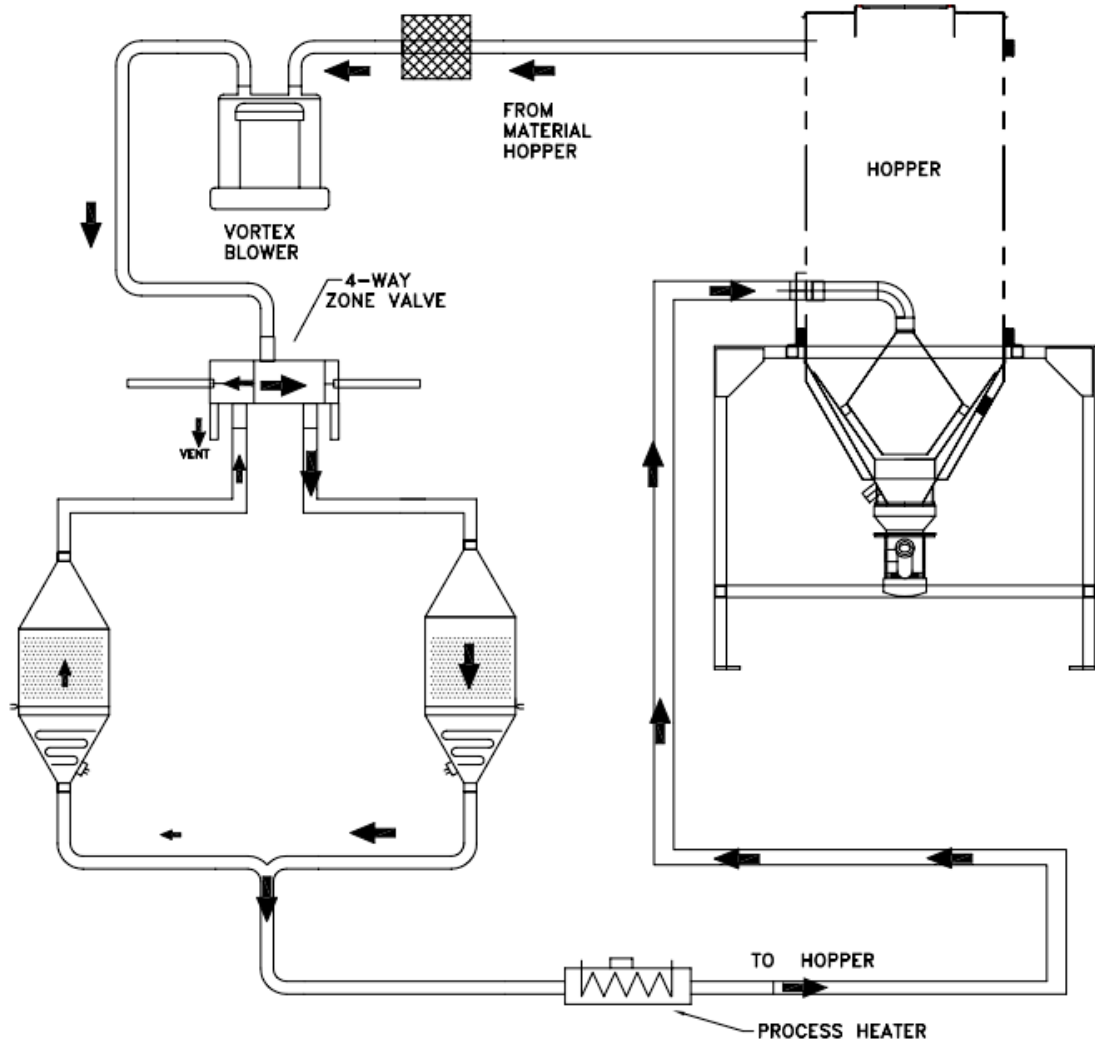 FROM
MATERIAL
HOPPER
HOPPER
VORTEX
BLOWER
4-WAY
ZONE VALVE
VENT
TO HOPPER
PROCESS HEATER